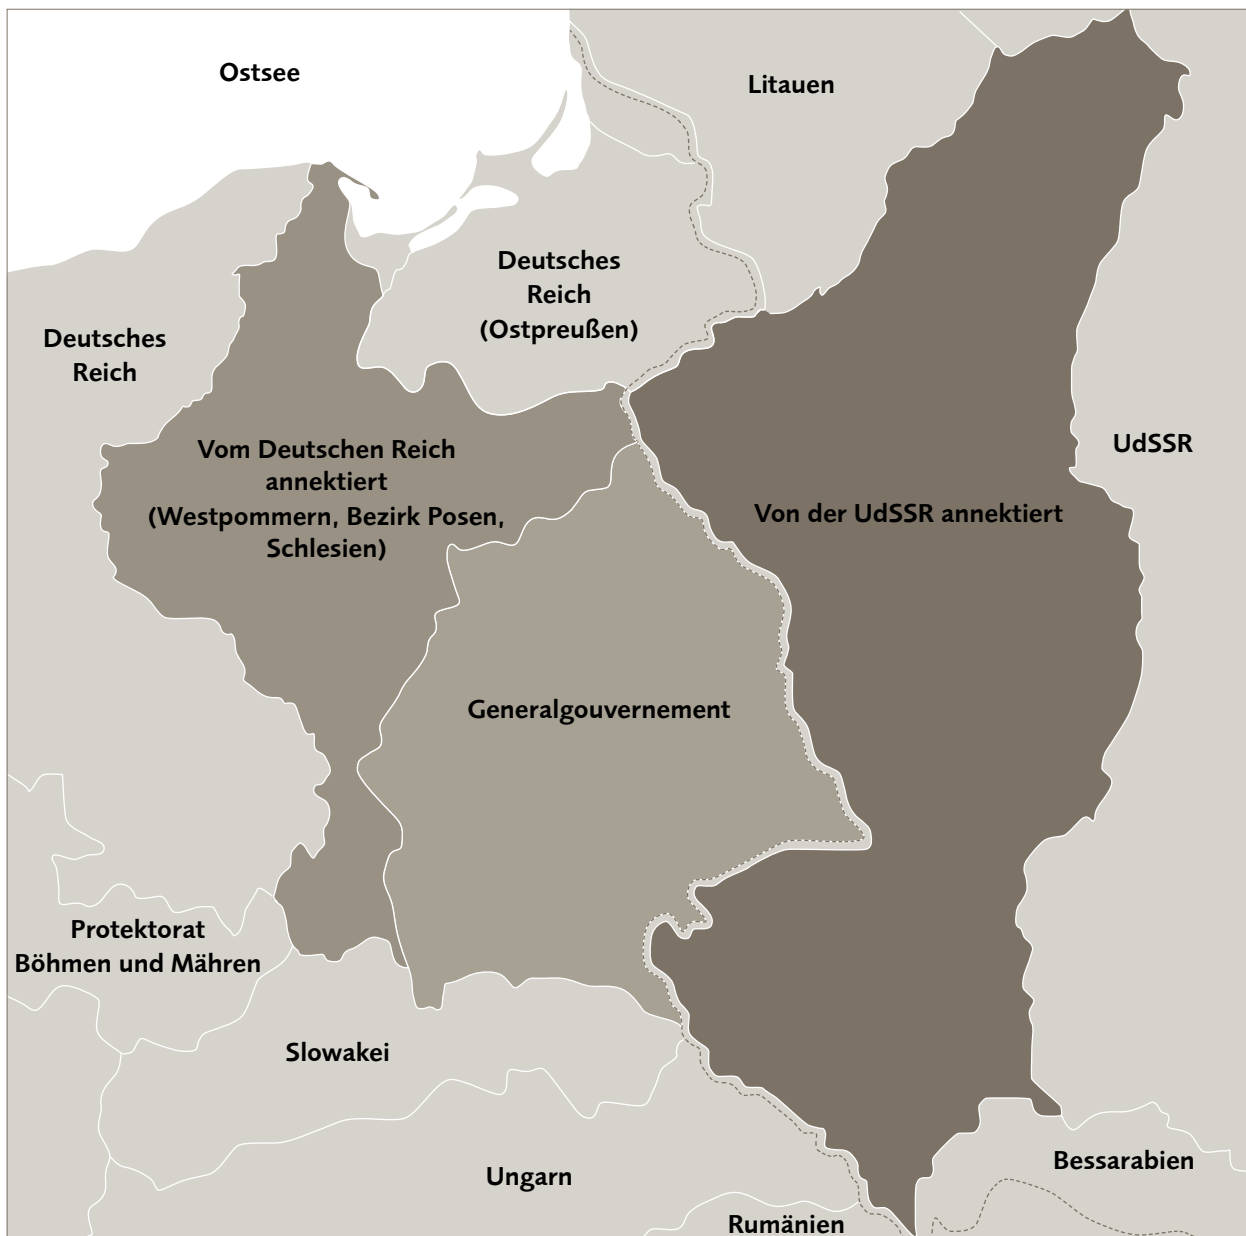 Ostsee
Litauen
Deutsches
Reich
(Ostpreußen)
Deutsches
Reich
Vom Deutschen Reich
annektiert
(Westpommern, Bezirk Posen,
Schlesien)
UdSSR
Von der UdSSR annektiert
Generalgouvernement
Protektorat
Böhmen und Mähren
Slowakei
Ungarn
Bessarabien
Rumänien